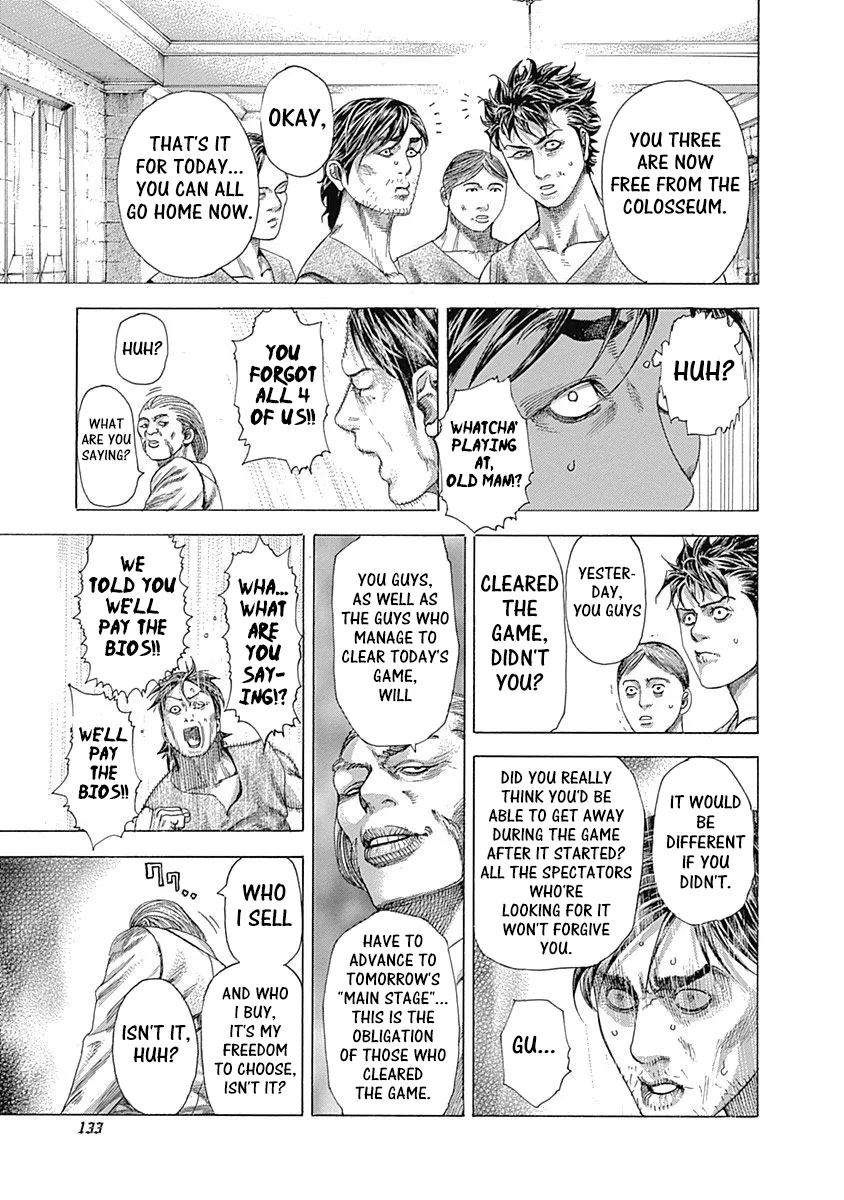 YOU THREE
ARE NOW
FREE FROM THE
COLOSSEUM.
OKAY,
THAT'S IT
FOR TODAY...
YOU CAN ALL
GO HOME NOW.
HUH?
WHATCHA'
PLAYING
AT,
OLD MAN!?
YOU
FORGOT
ALL 4
OF US!!
HUH?
WHAT
ARE YOU
SAYING?
YESTER-
DAY,
YOU GUYS
CLEARED
THE
GAME,
DIDN'T
YOU?
IT WOULD
BE
DIFFERENT
IF YOU
DIDN'T.
DID YOU REALLY
THINK YOU'D BE
ABLE TO GET AWAY
DURING THE GAME
AFTER IT STARTED?
ALL THE SPECTATORS
WHO'RE
LOOKING FOR IT
WON'T FORGIVE
YOU.
GU...
YOU GUYS,
AS WELL AS
THE GUYS WHO
MANAGE TO
CLEAR TODAY'S
GAME,
WILL
HAVE TO
ADVANCE TO
TOMORROW'S
"MAIN STAGE"...
THIS IS THE
OBLIGATION
OF THOSE WHO
CLEARED
THE GAME.
WHA...
WHAT
ARE
YOU
SAY-
ING!?
WE
TOLD YOU
WE'LL
PAY THE
BIOS!!
WE'LL
PAY
THE
BIOS!!
WHO
I SELL
AND WHO
I BUY,
IT'S MY
FREEDOM
TO CHOOSE,
ISN'T IT?
ISN'T IT,
HUH?
133